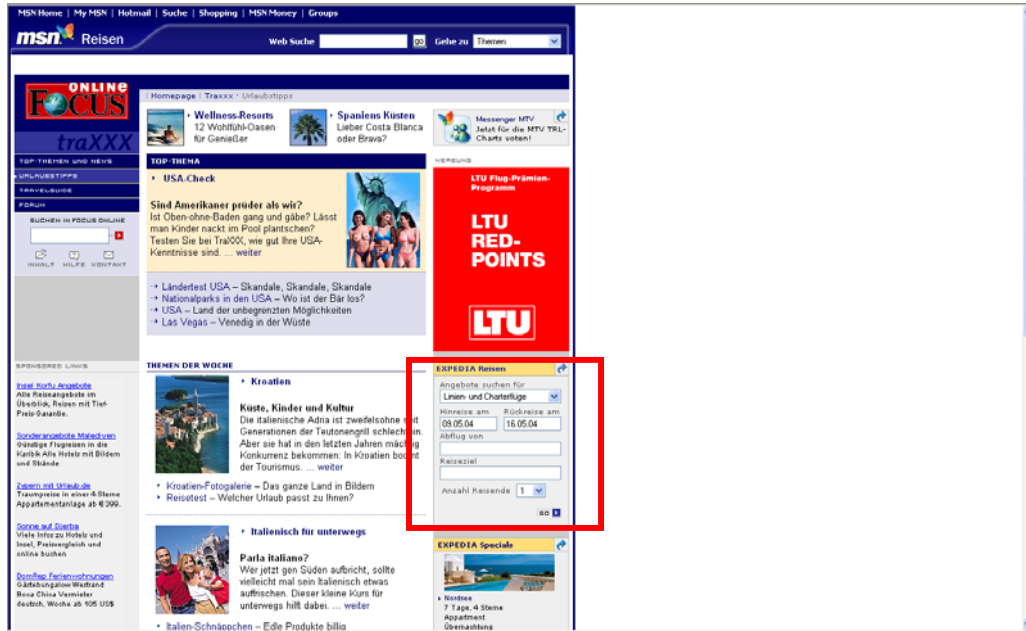 MSN Home | My MSN | Hotmail | Suche | Shopping | MSN Money | Groups
msn Reisen
Web Suche
go
Gehe zu
Themen
ONLINE
FOCUS
traXXX
TOP-THEMEN UND NEWS
URLAUBSTIPPS
TRAVELGUIDE
FORUM
SUCHEN IN FOCUS ONLINE
INHALT HILFE KONTAKT
SPONSORED LINKS
Insel Korfu Angebote
Alle Reiseangebote im
Überblick, Reizen mit Tief-
Preis-Garantie.
Sonderangebote Malediven
Günstige Flugreisen in die
Karibik Alle Hotels mit Bildern
und Strände
Zypern mit Urlaub.de
Traumpreise in einer 4-Sterne
Appartementanlage ab €399.
Sonne auf Djerba
Viele Infos zu Hotels und
Insel, Preisvergleich und
online buchen
DomRep Ferienwohnungen
Gästebungalow Westrand
Boca Chica Vermieter
deutsch, Woche ab 105 US$
| Homepage | Traxxx · Urlaubstipps
Wellness-Resorts
12 Wohlfühl-Oasen
für Genießer
Spaniens Küsten
Lieber Costa Blanca
oder Brava?
TOP-THEMA
USA-Check
Sind Amerikaner prüder als wir?
Ist Oben-ohne-Baden gang und gäbe? Lässt
man Kinder nackt im Pool plantschen?
Testen Sie bei TraXXX, wie gut Ihre USA-
Kenntnisse sind. ... weiter
Ländertest USA – Skandale, Skandale, Skandale
Nationalparks in den USA – Wo ist der Bär los?
USA – Land der unbegrenzten Möglichkeiten
Las Vegas – Venedig in der Wüste
THEMEN DER WOCHE
Kroatien
Küste, Kinder und Kultur
Die italienische Adria ist zweifelsohne seit
Generationen der Teutonengrill schlechthin.
Aber sie hat in den letzten Jahren mächtig
Konkurrenz bekommen: In Kroatien boomt
der Tourismus. ... weiter
Kroatien-Fotogalerie – Das ganze Land in Bildern
Reisetest – Welcher Urlaub passt zu Ihnen?
Italienisch für unterwegs
Parla italiano?
Wer jetzt gen Süden aufbricht, sollte
vielleicht mal sein Italienisch etwas
auffrischen. Dieser kleine Kurs für
unterwegs hilft dabei. ... weiter
Italien-Schnäppchen – Edle Produkte billig
Messenger MTV
Jetzt für die MTV TRL-
Charts voten!
WERBUNG
LTU Flug-Prämien-
Programm
LTU
RED-
POINTS
LTU
EXPEDIA Reisen
Angebote suchen für
Linien- und Charterflüge
Hinreise am Rückreise am
09.05.04 16.05.04
Abflug von
Reiseziel
Anzahl Reisende 1
GO
EXPEDIA Specials
Nordsee
7 Tage, 4 Sterne
Appartment
Übernachtung